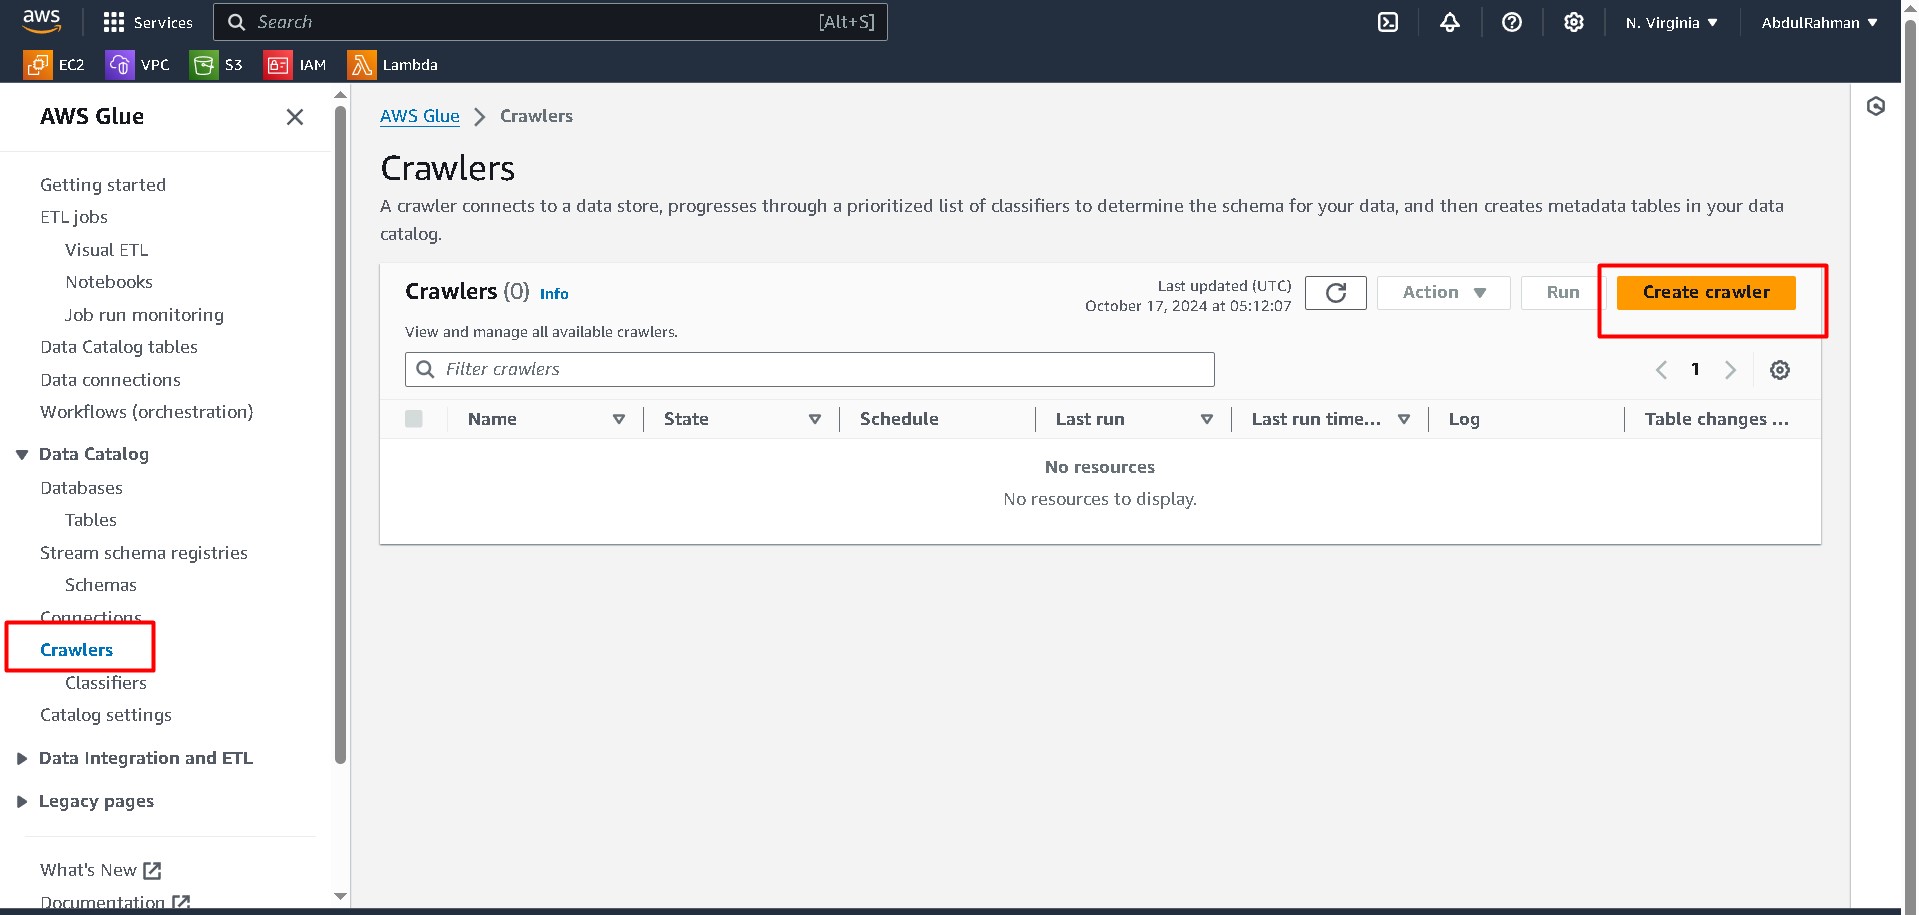 aws
Services
Search
[Alt+S]
N. Virginia
AbdulRahman
EC2
VPC
S3
IAM
Lambda
AWS Glue
Getting started
ETL jobs
Visual ETL
Notebooks
Job run monitoring
Data Catalog tables
Data connections
Workflows (orchestration)
Data Catalog
Databases
Tables
Stream schema registries
Schemas
Connections
Crawlers
Classifiers
Catalog settings
Data Integration and ETL
Legacy pages
What's New
Documentation
AWS Glue
Crawlers
Crawlers
A crawler connects to a data store, progresses through a prioritized list of classifiers to determine the schema for your data, and then creates metadata tables in your data
catalog.
Crawlers (0) Info
View and manage all available crawlers.
Last updated (UTC)
October 17, 2024 at 05:12:07
Action
Run
Create crawler
Filter crawlers
1
Name
State
Schedule
Last run
Last run time...
Log
Table changes ...
No resources
No resources to display.